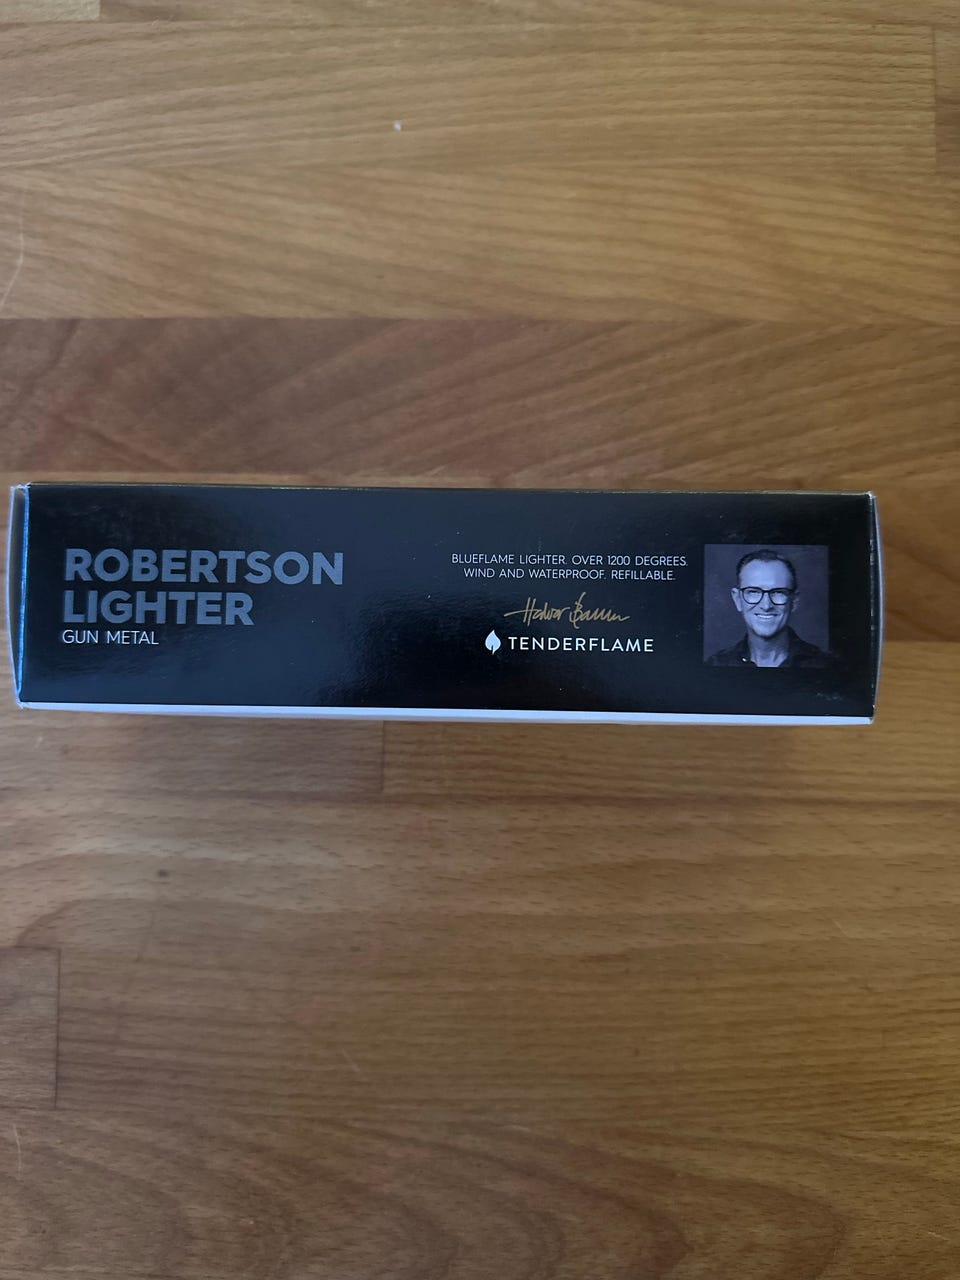 ROBERTSON
LIGHTER
GUN METAL
BLUEFLAME LIGHTER. OVER 1200 DEGREES.
WIND AND WATERPROOF. REFILLABLE.
TENDERFLAME